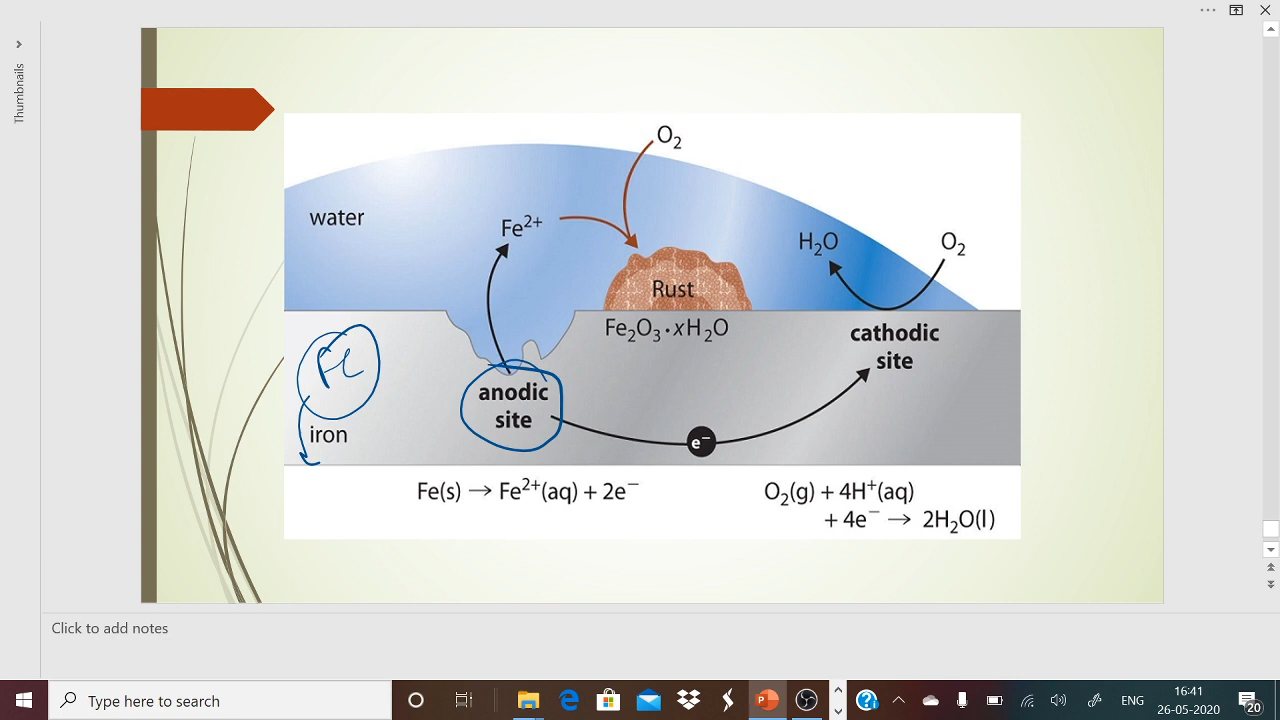 Thumbnails
O₂
water
Fe²⁺
H₂O
O₂
Rust
Fe₂O₃·xH₂O
cathodic
site
Fe
anodic
site
iron
e⁻
Fe(s) → Fe²⁺(aq) + 2e⁻
O₂(g) + 4H⁺(aq)
+ 4e⁻ → 2H₂O(l)
Click to add notes
Type here to search
ENG
16:41
26-05-2020
20